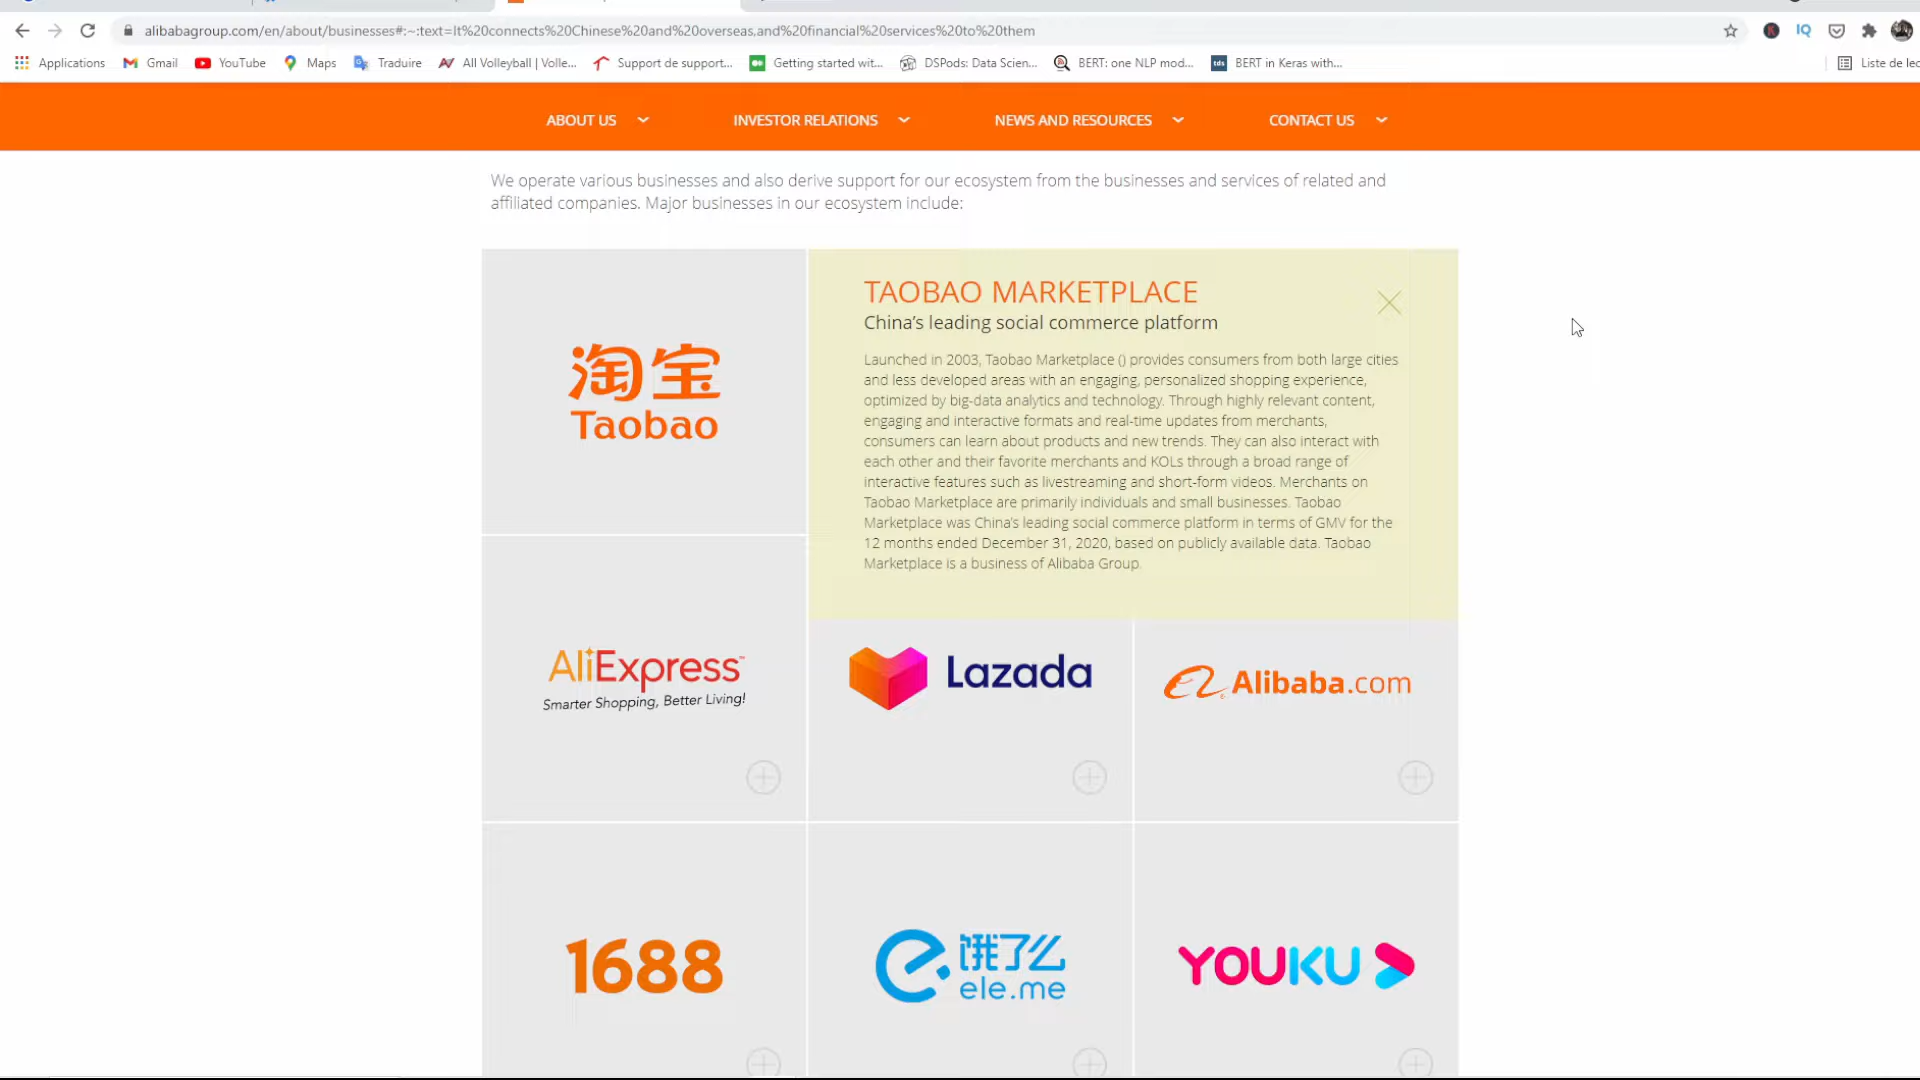 alibabagroup.com/en/about/businesses#:~:text=It%20connects%20Chinese%20and%20overseas,and%20financial%20services%20to%20them
Applications Gmail YouTube Maps Traduire All Volleyball | Volle... Support de support... Getting started wit... DSPods: Data Scien... BERT: one NLP mod... BERT in Keras with... Liste de lec
ABOUT US INVESTOR RELATIONS NEWS AND RESOURCES CONTACT US
We operate various businesses and also derive support for our ecosystem from the businesses and services of related and
affiliated companies. Major businesses in our ecosystem include:
淘宝
Taobao
TAOBAO MARKETPLACE
China's leading social commerce platform
Launched in 2003, Taobao Marketplace () provides consumers from both large cities
and less developed areas with an engaging, personalized shopping experience,
optimized by big-data analytics and technology. Through highly relevant content,
engaging and interactive formats and real-time updates from merchants,
consumers can learn about products and new trends. They can also interact with
each other and their favorite merchants and KOLs through a broad range of
interactive features such as livestreaming and short-form videos. Merchants on
Taobao Marketplace are primarily individuals and small businesses. Taobao
Marketplace was China's leading social commerce platform in terms of GMV for the
12 months ended December 31, 2020, based on publicly available data. Taobao
Marketplace is a business of Alibaba Group.
AliExpress™
Smarter Shopping, Better Living!
Lazada
Alibaba.com
1688
饿了么
ele.me
YOUKU